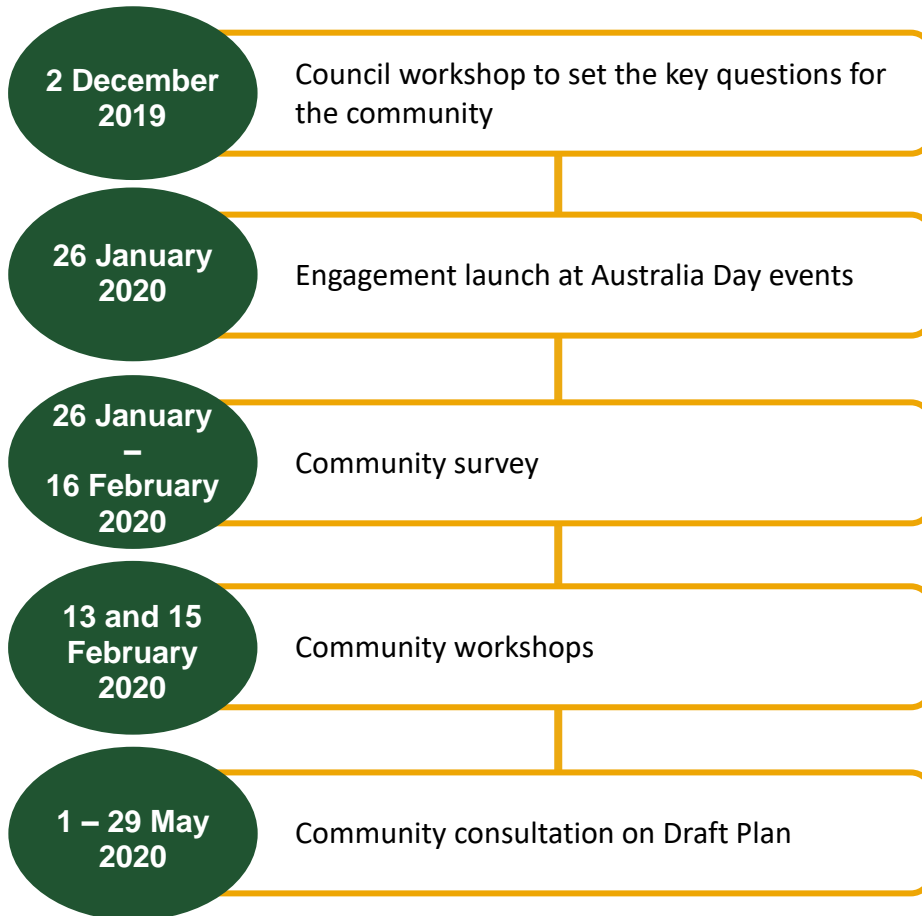 2 December
2019
Council workshop to set the key questions for
the community
26 January
2020
Engagement launch at Australia Day events
26 January
–
16 February
2020
Community survey
13 and 15
February
2020
Community workshops
1 – 29 May
2020
Community consultation on Draft Plan